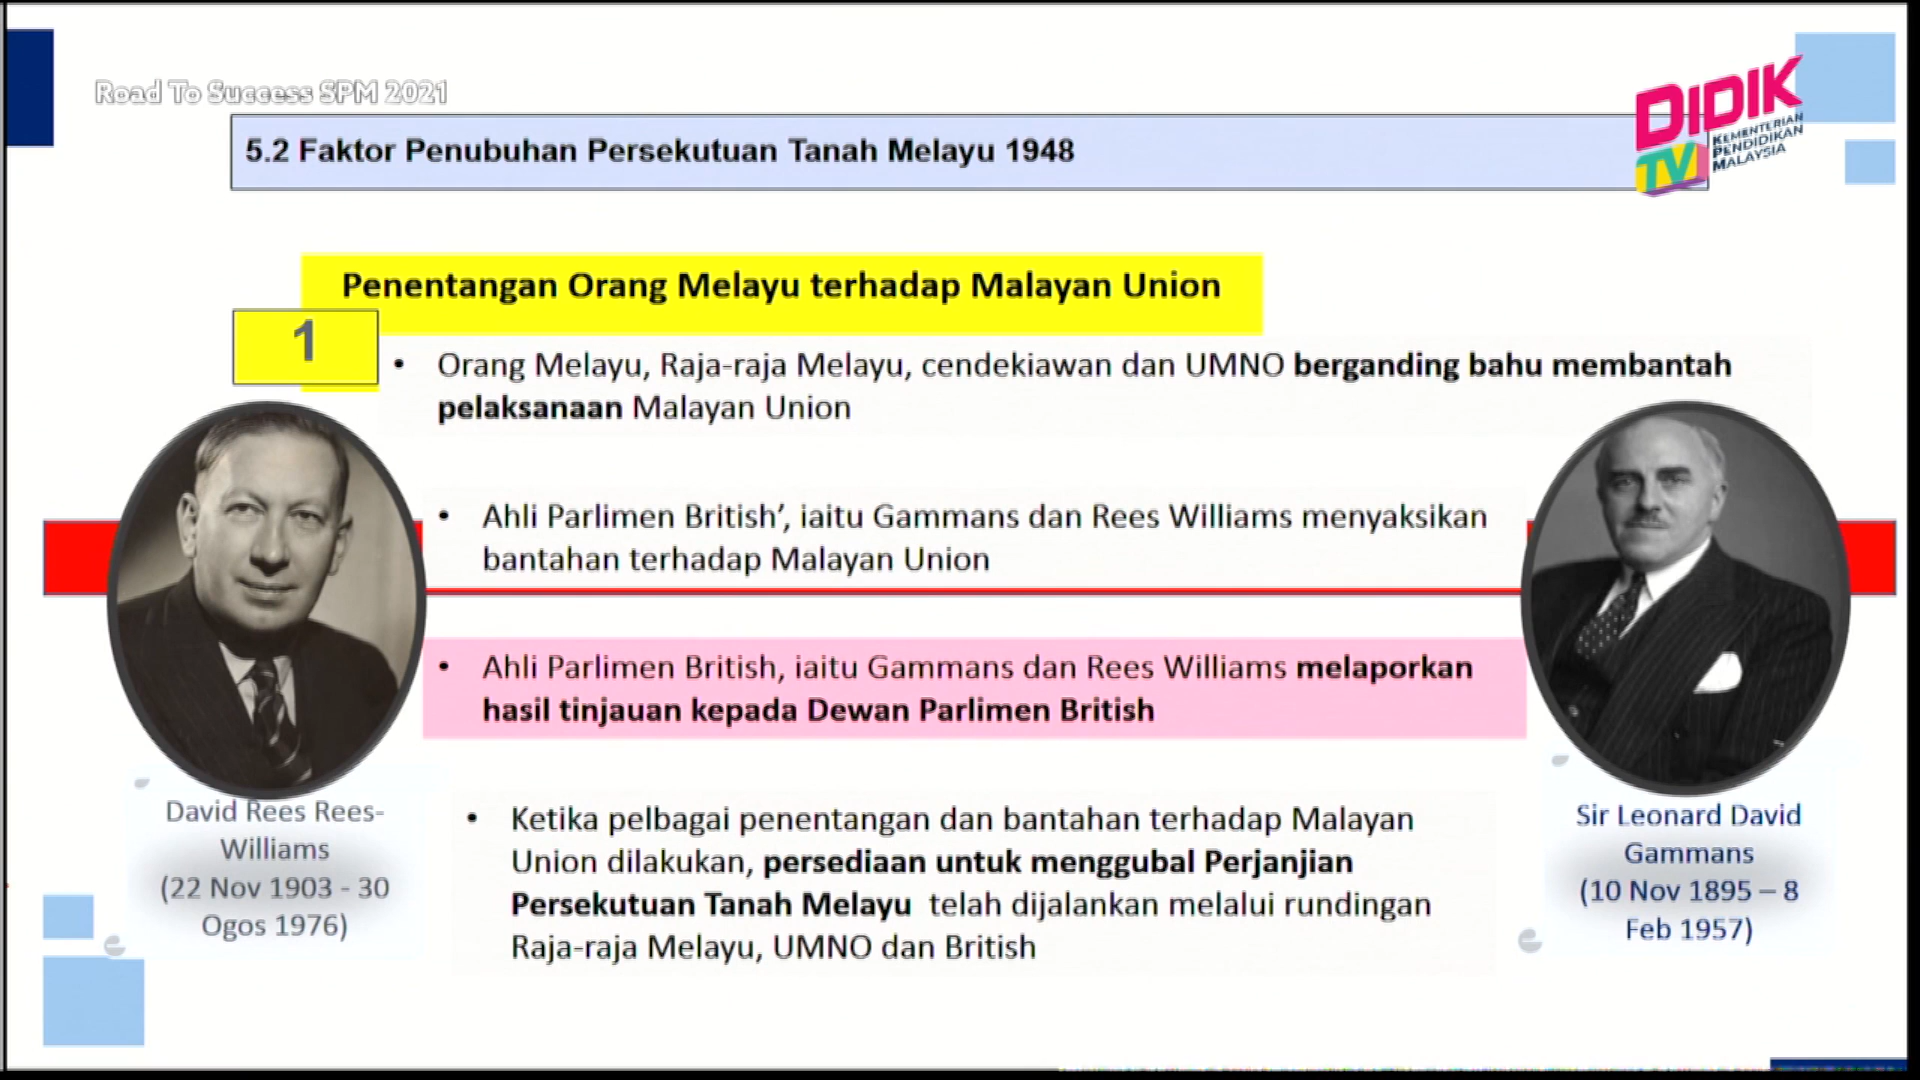 Road To Success SPM 2021
DIDIK
TV
KEMENTERIAN
PENDIDIKAN
MALAYSIA
5.2 Faktor Penubuhan Persekutuan Tanah Melayu 1948
Penentangan Orang Melayu terhadap Malayan Union
1
• Orang Melayu, Raja-raja Melayu, cendekiawan dan UMNO berganding bahu membantah
pelaksanaan Malayan Union
• Ahli Parlimen British’, iaitu Gammans dan Rees Williams menyaksikan
bantahan terhadap Malayan Union
• Ahli Parlimen British, iaitu Gammans dan Rees Williams melaporkan
hasil tinjauan kepada Dewan Parlimen British
• Ketika pelbagai penentangan dan bantahan terhadap Malayan
Union dilakukan, persediaan untuk menggubal Perjanjian
Persekutuan Tanah Melayu telah dijalankan melalui rundingan
Raja-raja Melayu, UMNO dan British
David Rees Rees-
Williams
(22 Nov 1903 - 30
Ogos 1976)
Sir Leonard David
Gammans
(10 Nov 1895 – 8
Feb 1957)